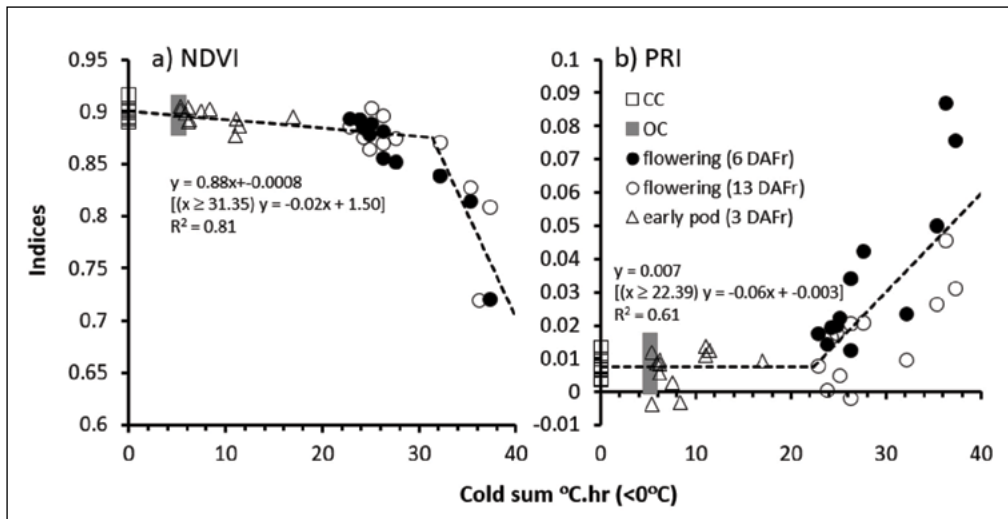 a) NDVI
0.95
0.9
0.85
0.8
0.75
0.7
0.65
0.6
y = 0.88x+-0.0008
[(x ≥ 31.35) y = -0.02x + 1.50]
R² = 0.81
0 10 20 30 40
Indices
b) PRI
0.1
0.09
0.08
0.07
0.06
0.05
0.04
0.03
0.02
0.01
0
-0.01
CC
OC
flowering (6 DAFr)
flowering (13 DAFr)
early pod (3 DAFr)
y = 0.007
[(x ≥ 22.39) y = -0.06x + -0.003]
R² = 0.61
0 10 20 30 40
Cold sum °C.hr (<0°C)